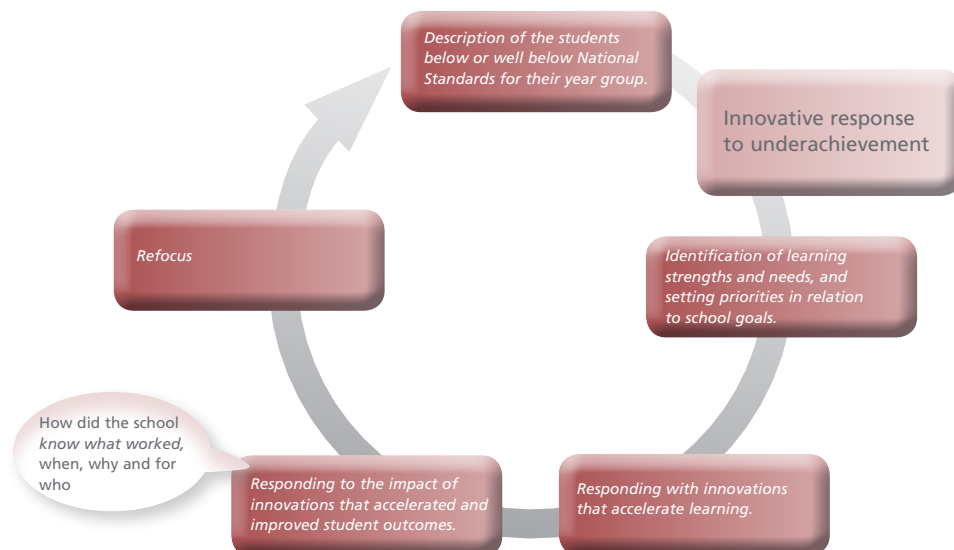 Description of the students
below or well below National
Standards for their year group.
Innovative response
to underachievement
Identification of learning
strengths and needs, and
setting priorities in relation
to school goals.
Responding with innovations
that accelerate learning.
Responding to the impact of
innovations that accelerated and
improved student outcomes.
How did the school
know what worked,
when, why and for
who
Refocus